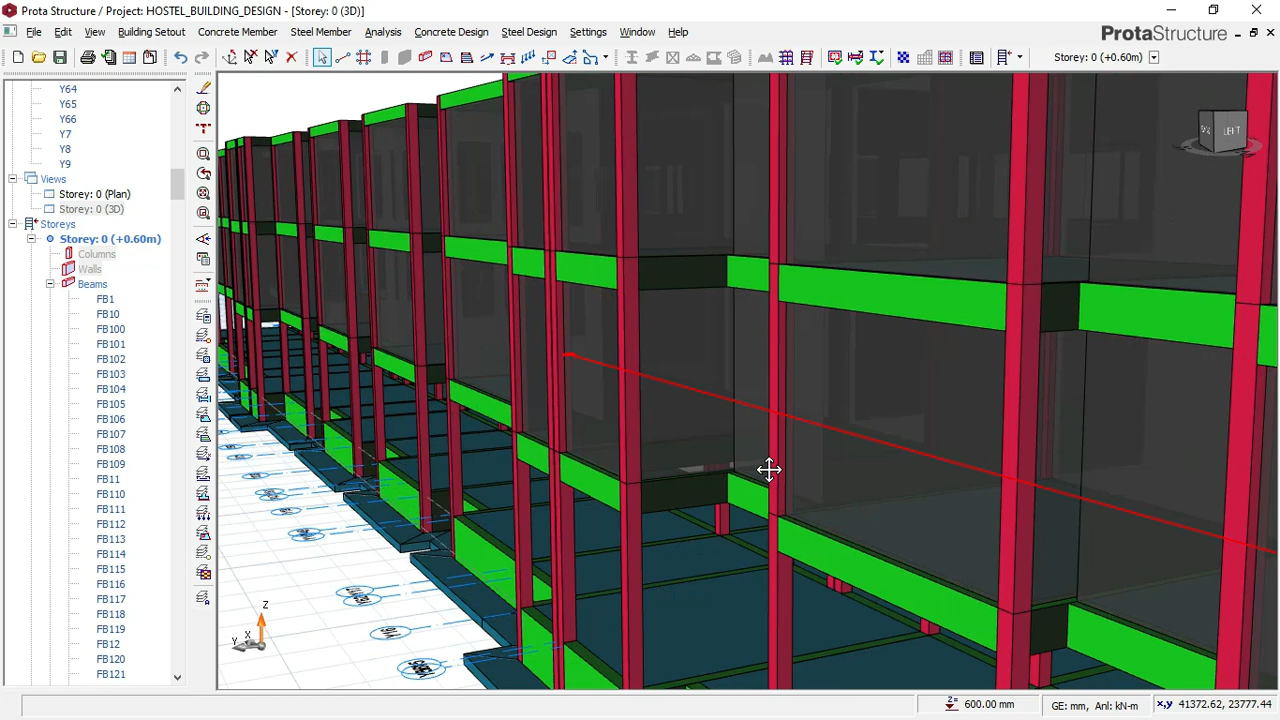 Prota Structure / Project: HOSTEL_BUILDING_DESIGN - [Storey: 0 (3D)]
File Edit View Building Setout Concrete Member Steel Member Analysis Concrete Design Steel Design Settings Window Help
ProtaStructure
Storey: 0 (+0.60m)
Y64
Y65
Y66
Y7
Y8
Y9
Views
Storey: 0 (Plan)
Storey: 0 (3D)
Storeys
Storey: 0 (+0.60m)
Columns
Walls
Beams
FB1
FB10
FB100
FB101
FB102
FB103
FB104
FB105
FB106
FB107
FB108
FB109
FB11
FB110
FB111
FB112
FB113
FB114
FB115
FB116
FB117
FB118
FB119
FB12
FB120
FB121
LEFT
Z
Y X
Z= 600.00 mm
GE: mm, Anl: kN-m
x,y 41372.62, 23777.44